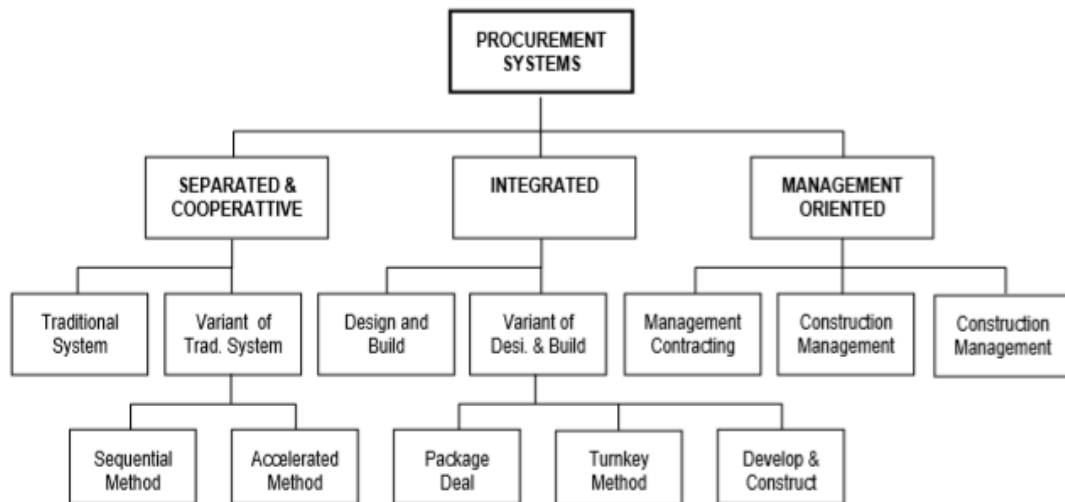 PROCUREMENT
SYSTEMS
SEPARATED &
COOPERATTIVE
INTEGRATED
MANAGEMENT
ORIENTED
Traditional
System
Variant of
Trad. System
Design and
Build
Variant of
Desi. & Build
Management
Contracting
Construction
Management
Construction
Management
Sequential
Method
Accelerated
Method
Package
Deal
Turnkey
Method
Develop &
Construct